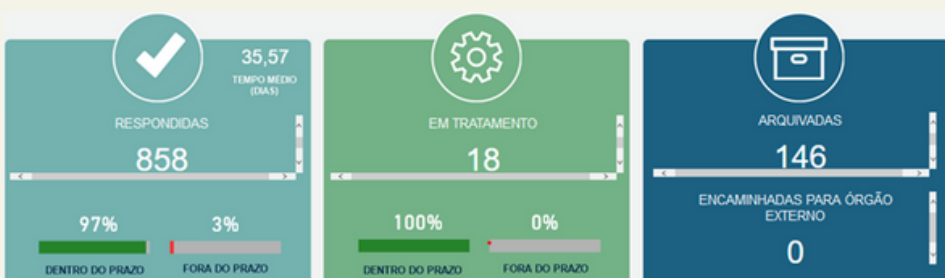 35,57
TEMPO MÉDIO
(DIAS)
RESPONDIDAS
858
97%
3%
DENTRO DO PRAZO
FORA DO PRAZO
EM TRATAMENTO
18
100%
0%
DENTRO DO PRAZO
FORA DO PRAZO
ARQUIVADAS
146
ENCAMINHADAS PARA ÓRGÃO
EXTERNO
0